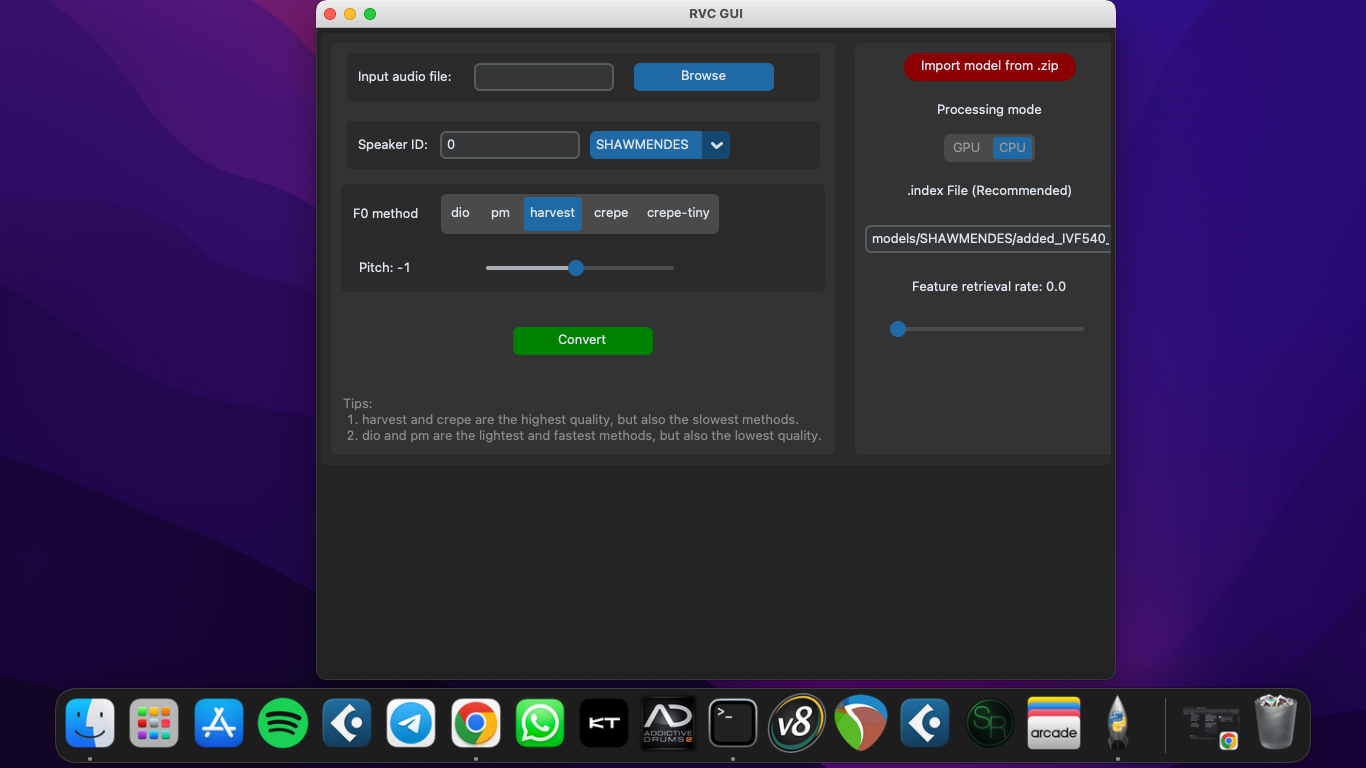 RVC GUI
Input audio file:
Browse
Speaker ID:
0
SHAWMENDES
F0 method
dio
pm
harvest
crepe
crepe-tiny
Pitch: -1
Convert
Tips:
1. harvest and crepe are the highest quality, but also the slowest methods.
2. dio and pm are the lightest and fastest methods, but also the lowest quality.
Import model from .zip
Processing mode
GPU
CPU
.index File (Recommended)
models/SHAWMENDES/added_IVF540_
Feature retrieval rate: 0.0
KT
AD
ADDICTIVE
DRUMS 2
>_
v8
SR
arcade